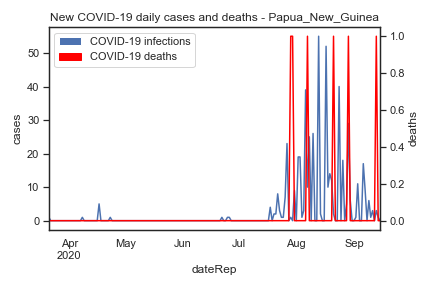 New COVID-19 daily cases and deaths - Papua_New_Guinea
COVID-19 infections
COVID-19 deaths
50
40
30
20
10
0
cases
1.0
0.8
0.6
0.4
0.2
0.0
deaths
Apr May Jun Jul Aug Sep
2020
dateRep